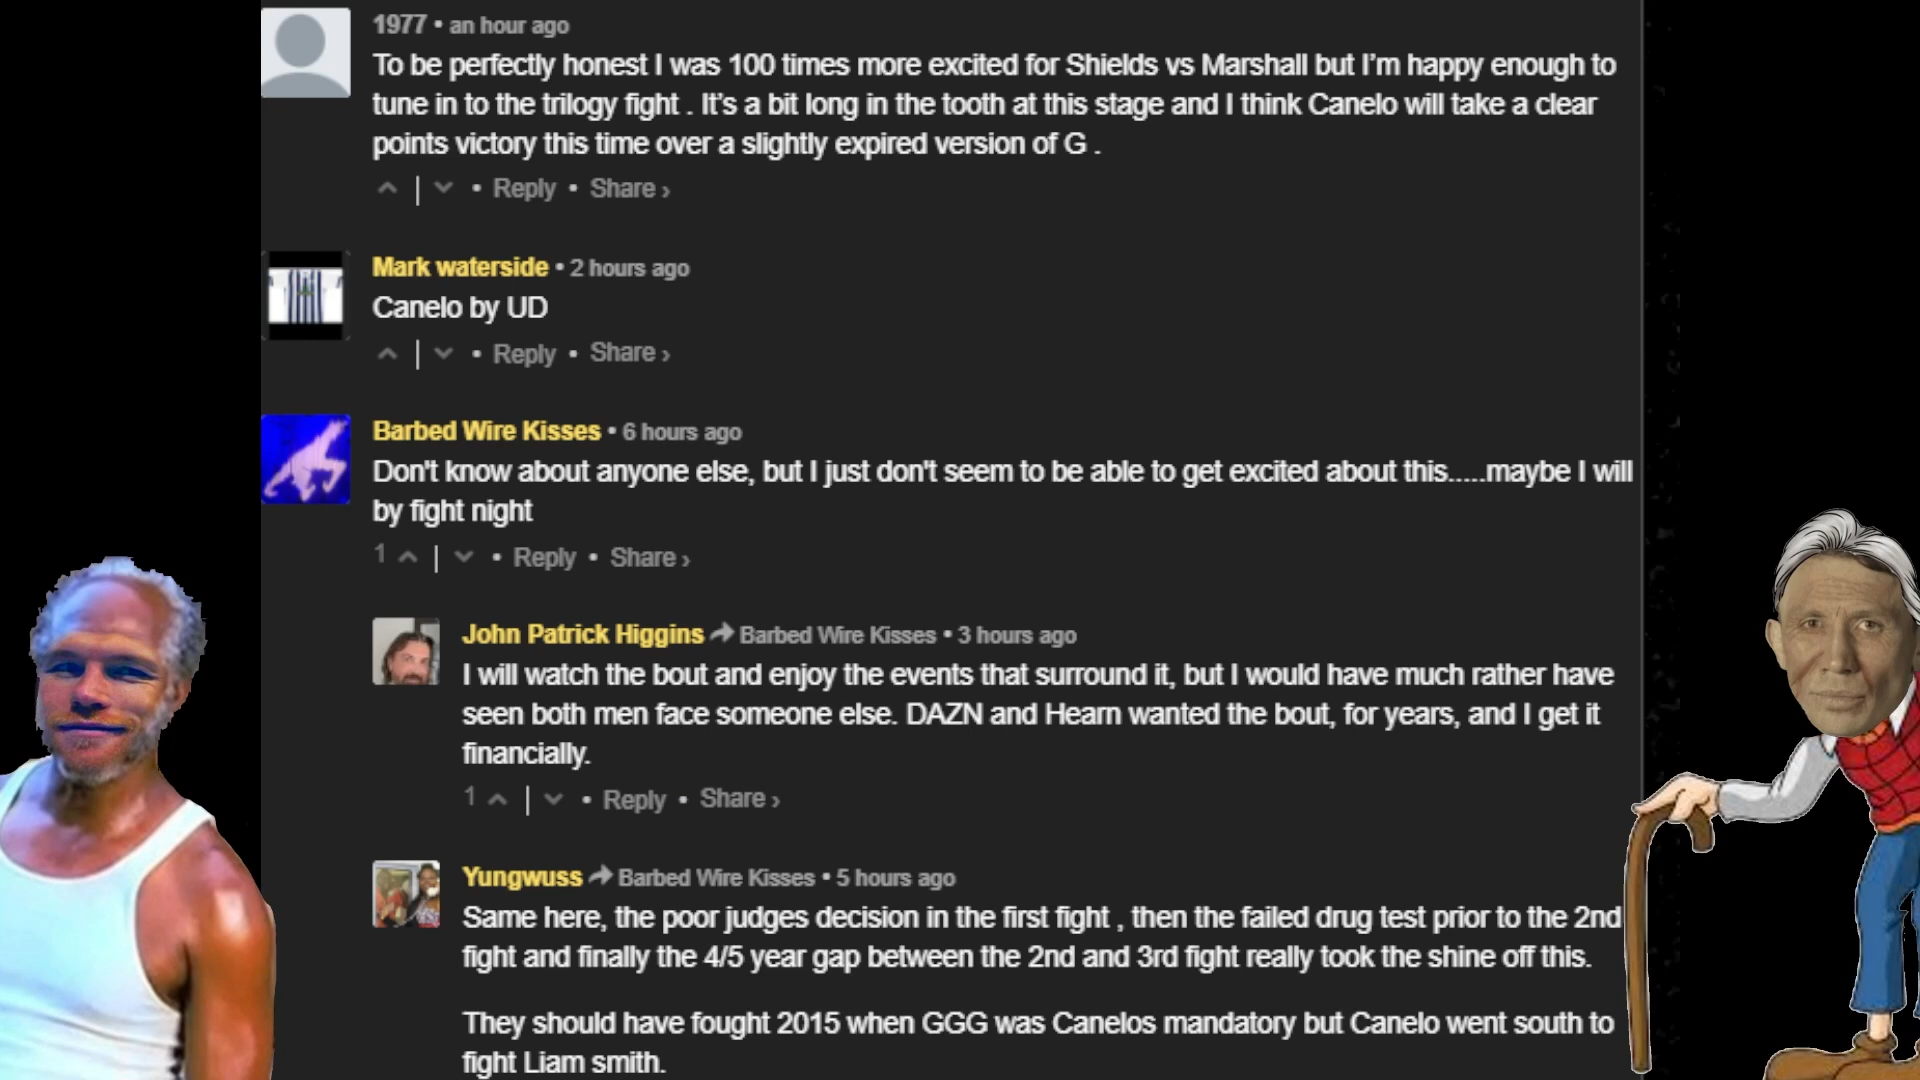 1977 • an hour ago
To be perfectly honest I was 100 times more excited for Shields vs Marshall but I’m happy enough to
tune in to the trilogy fight . It’s a bit long in the tooth at this stage and I think Canelo will take a clear
points victory this time over a slightly expired version of G .
• Reply • Share ›
Mark waterside • 2 hours ago
Canelo by UD
• Reply • Share ›
Barbed Wire Kisses • 6 hours ago
Don't know about anyone else, but I just don't seem to be able to get excited about this.....maybe I will
by fight night
1 • Reply • Share ›
John Patrick Higgins Barbed Wire Kisses • 3 hours ago
I will watch the bout and enjoy the events that surround it, but I would have much rather have
seen both men face someone else. DAZN and Hearn wanted the bout, for years, and I get it
financially.
1 • Reply • Share ›
Yungwuss Barbed Wire Kisses • 5 hours ago
Same here, the poor judges decision in the first fight , then the failed drug test prior to the 2nd
fight and finally the 4/5 year gap between the 2nd and 3rd fight really took the shine off this.
They should have fought 2015 when GGG was Canelos mandatory but Canelo went south to
fight Liam smith.